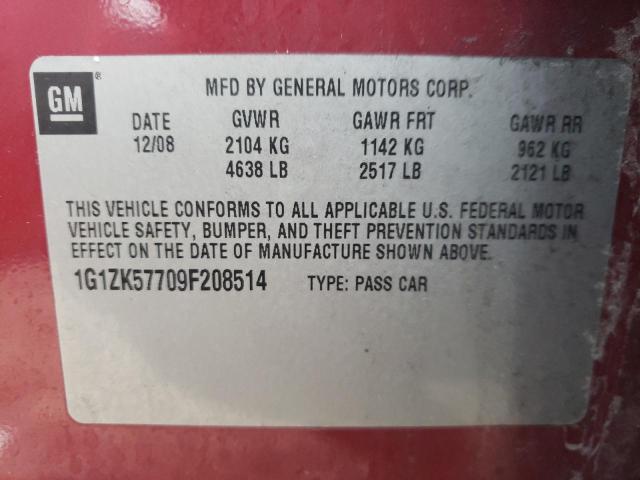 GM®
MFD BY GENERAL MOTORS CORP.
DATE GVWR GAWR FRT GAWR RR
12/08 2104 KG 1142 KG 962 KG
4638 LB 2517 LB 2121 LB
THIS VEHICLE CONFORMS TO ALL APPLICABLE U.S. FEDERAL MOTOR
VEHICLE SAFETY, BUMPER, AND THEFT PREVENTION STANDARDS IN
EFFECT ON THE DATE OF MANUFACTURE SHOWN ABOVE.
1G1ZK57709F208514 TYPE: PASS CAR